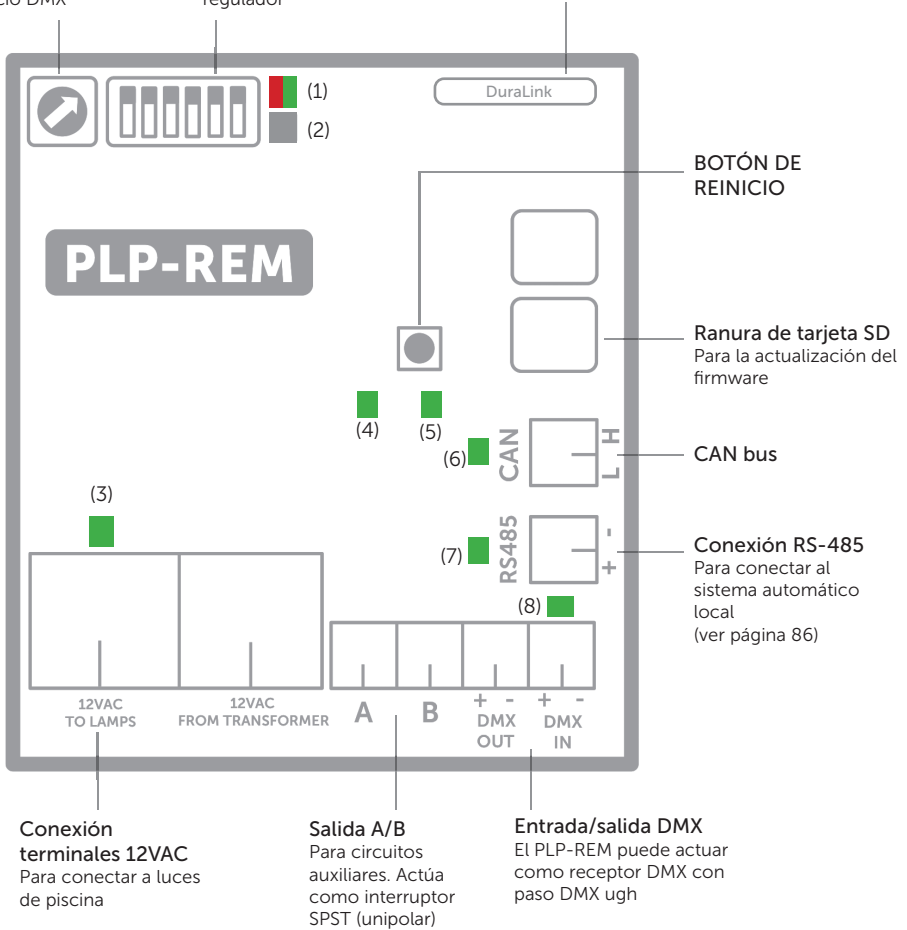 regulador
(1)
DuraLink
(2)
BOTÓN DE
REINICIO
PLP-REM
Ranura de tarjeta SD
Para la actualización del
firmware
(4)
(5)
(6)
CAN
H
L
CAN bus
(3)
(7)
RS485
-
+
Conexión RS-485
Para conectar al
sistema automático
local
(ver página 86)
(8)
12VAC
TO LAMPS
12VAC
FROM TRANSFORMER
A
B
+ -
DMX
OUT
+ -
DMX
IN
Conexión
terminales 12VAC
Para conectar a luces
de piscina
Salida A/B
Para circuitos
auxiliares. Actúa
como interruptor
SPST (unipolar)
Entrada/salida DMX
El PLP-REM puede actuar
como receptor DMX con
paso DMX ugh